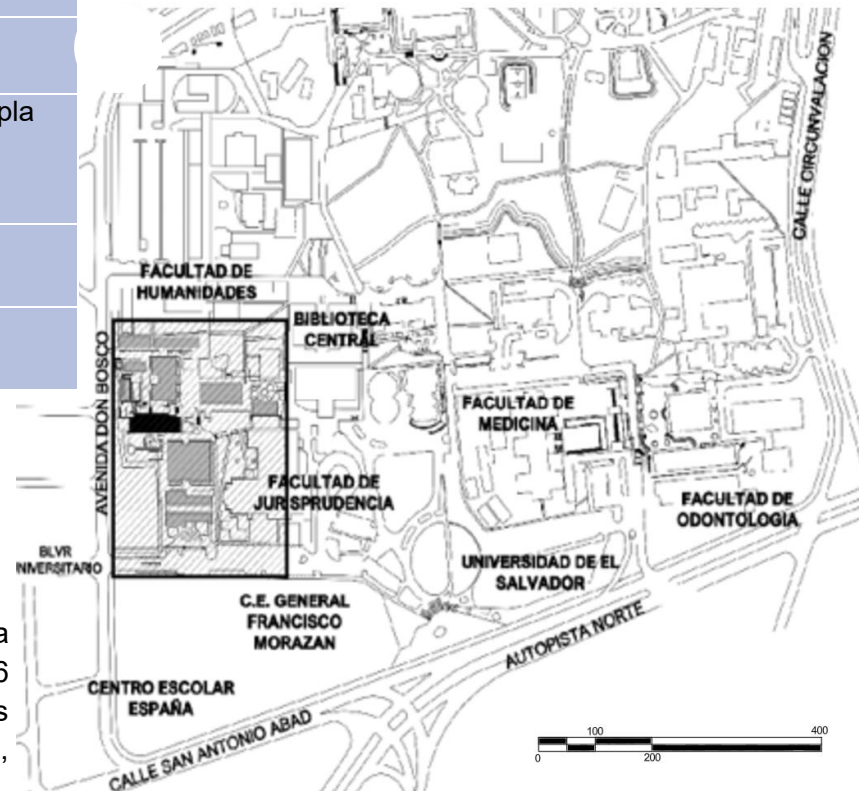 pla
CALLE CIRCUNVALACION
FACULTAD DE
HUMANIDADES
BIBLIOTECA
CENTRAL
AVENIDA DON BOSCO
FACULTAD DE
MEDICINA
FACULTAD DE
JURISPRUDENCIA
FACULTAD DE
ODONTOLOGIA
BLVR
NIVERSITARIO
UNIVERSIDAD DE EL
SALVADOR
C.E. GENERAL
FRANCISCO
MORAZAN
AUTOPISTA NORTE
a
6
CENTRO ESCOLAR
ESPAÑA
s
,
CALLE SAN ANTONIO ABAD
100
400
0
200